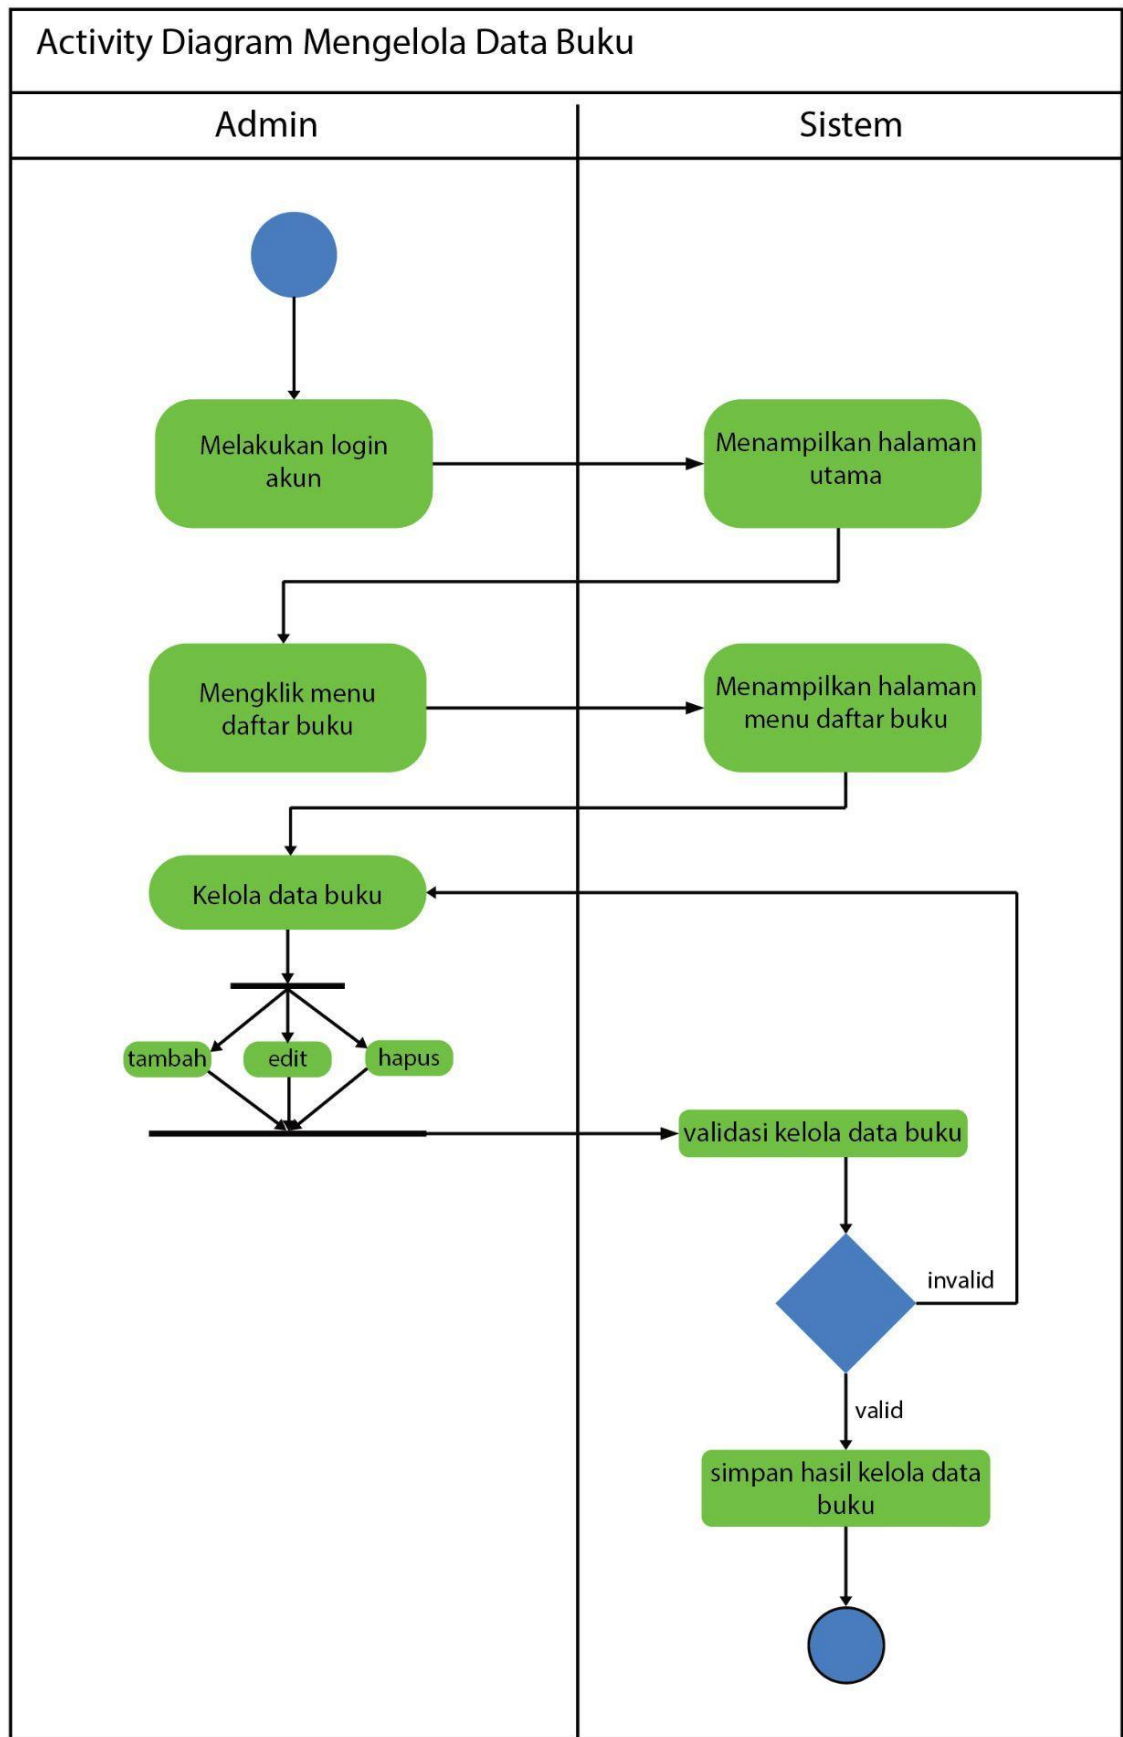 Activity Diagram Mengelola Data Buku
Admin
Sistem
Melakukan login
akun
Menampilkan halaman
utama
Mengklik menu
daftar buku
Menampilkan halaman
menu daftar buku
Kelola data buku
tambah
edit
hapus
validasi kelola data buku
invalid
valid
simpan hasil kelola data
buku